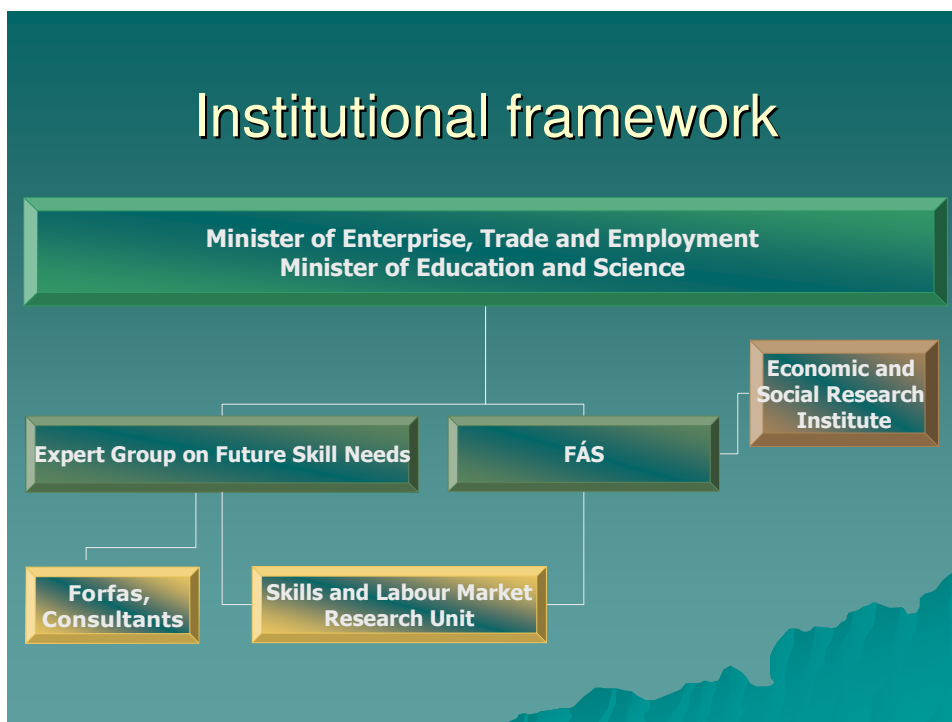 Institutional framework
Minister of Enterprise, Trade and Employment
Minister of Education and Science
Economic and
Social Research
Institute
Expert Group on Future Skill Needs
FÁS
Forfas,
Consultants
Skills and Labour Market
Research Unit